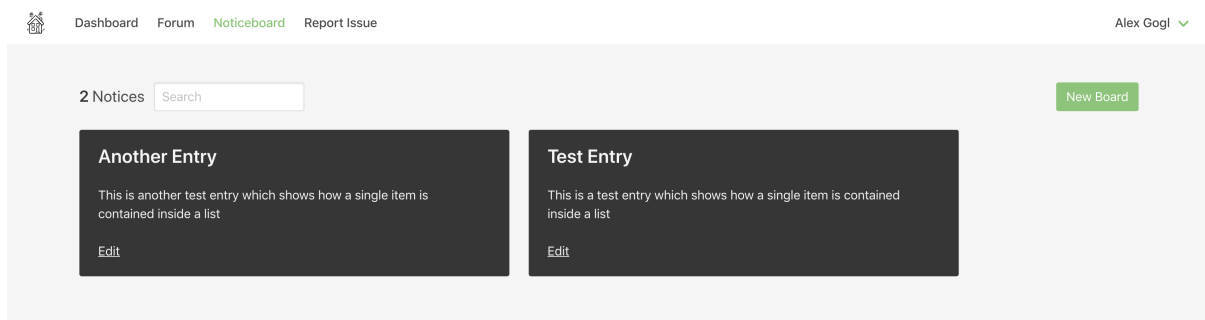 Dashboard Forum Noticeboard Report Issue Alex Gogl
2 Notices Search New Board
Another Entry
This is another test entry which shows how a single item is
contained inside a list
Edit
Test Entry
This is a test entry which shows how a single item is contained
inside a list
Edit